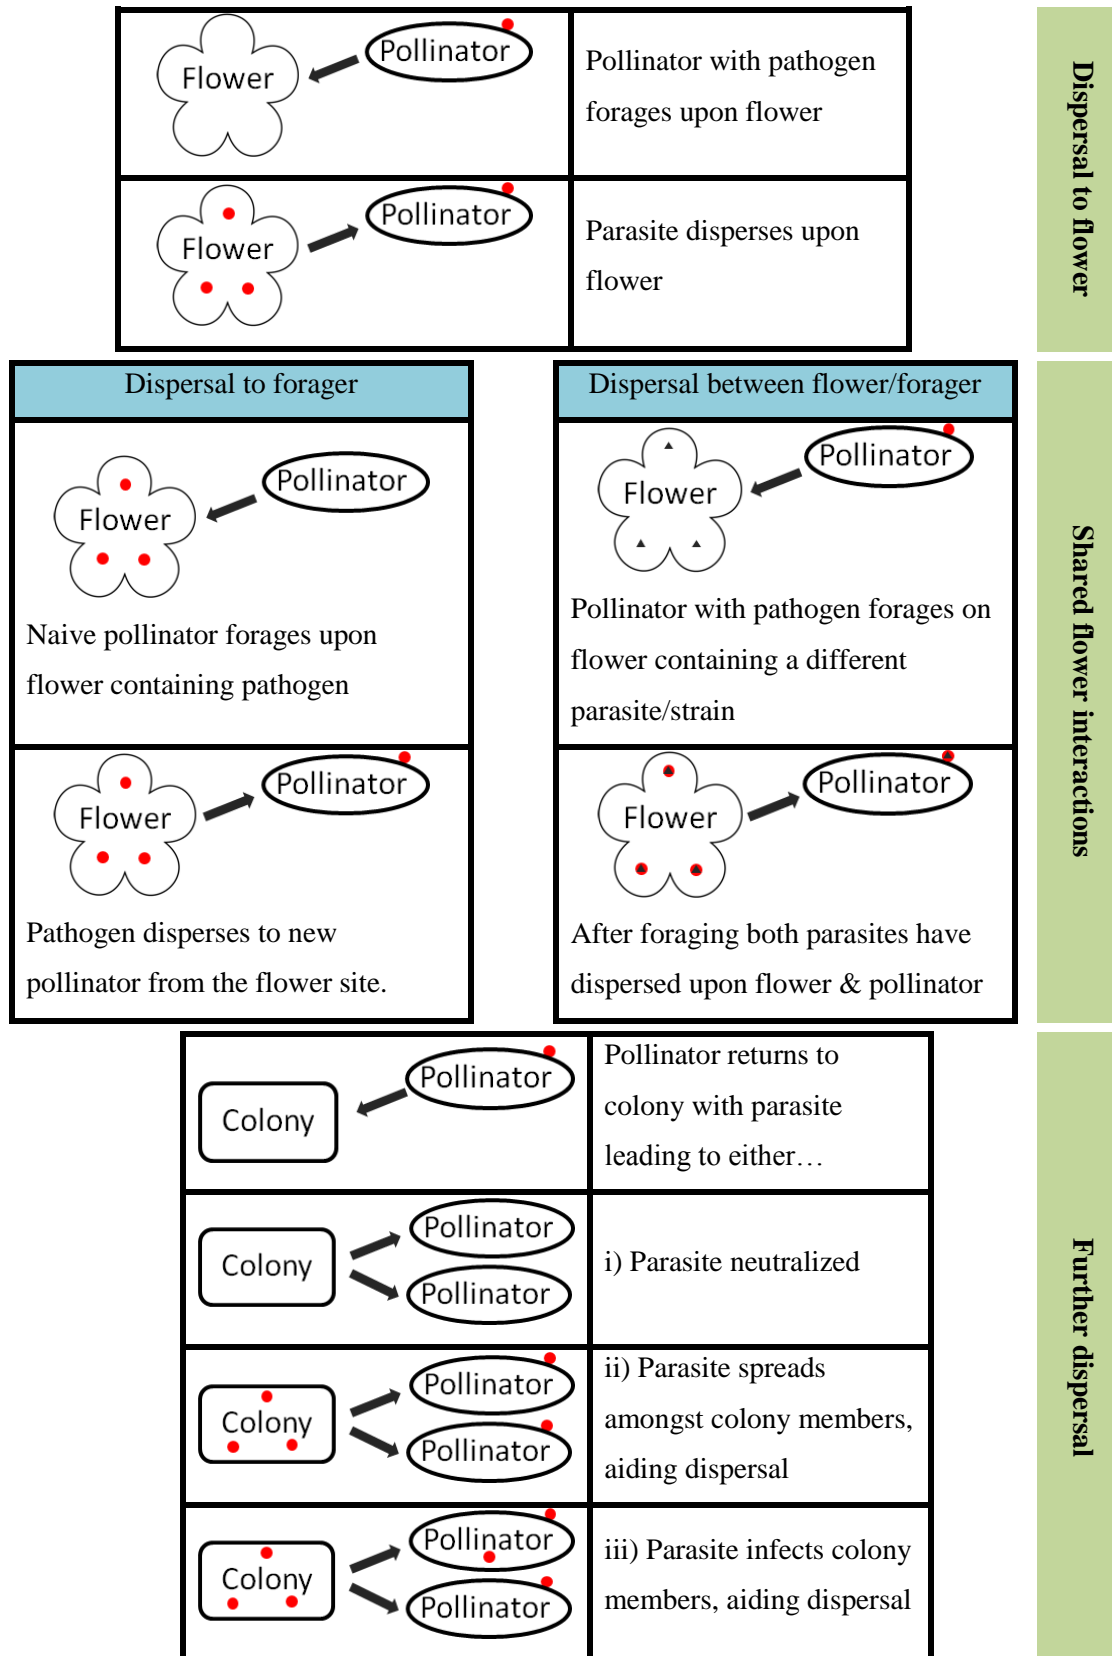 Flower
Pollinator
Pollinator with pathogen
forages upon flower
Flower
Pollinator
Parasite disperses upon
flower
Dispersal to flower
Dispersal to forager
Flower
Pollinator
Naive pollinator forages upon
flower containing pathogen
Flower
Pollinator
Pathogen disperses to new
pollinator from the flower site.
Dispersal between flower/forager
Flower
Pollinator
Pollinator with pathogen forages on
flower containing a different
parasite/strain
Flower
Pollinator
After foraging both parasites have
dispersed upon flower & pollinator
Shared flower interactions
Colony
Pollinator
Pollinator returns to
colony with parasite
leading to either…
Colony
Pollinator
Pollinator
i) Parasite neutralized
Colony
Pollinator
Pollinator
ii) Parasite spreads
amongst colony members,
aiding dispersal
Colony
Pollinator
Pollinator
iii) Parasite infects colony
members, aiding dispersal
Further dispersal